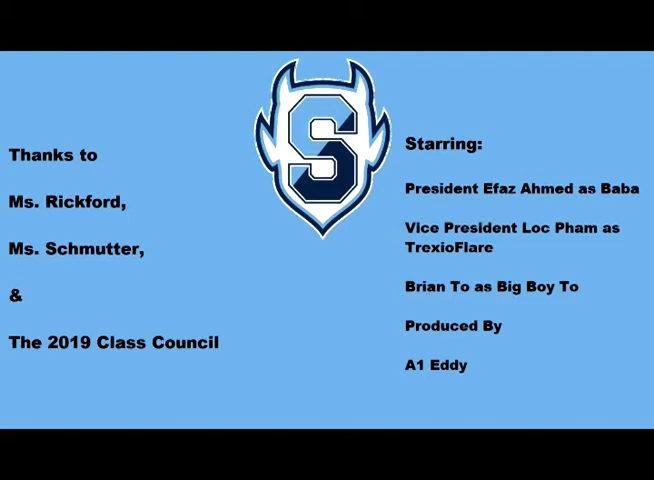 Thanks to
Ms. Rickford,
Ms. Schmutter,
&
The 2019 Class Council
S
Starring:
President Efaz Ahmed as Baba
Vice President Loc Pham as
TrexioFlare
Brian To as Big Boy To
Produced By
A1 Eddy